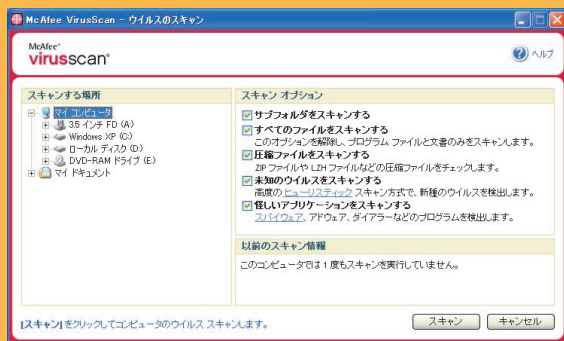 McAfee VirusScan - ウイルスのスキャン
McAfee®
virusscan®
ヘルプ
スキャンする場所
マイ コンピュータ
3.5 インチ FD (A:)
Windows XP (C:)
ローカル ディスク (D:)
DVD-RAM ドライブ (E:)
マイ ドキュメント
スキャン オプション
サブフォルダをスキャンする
すべてのファイルをスキャンする
このオプションを解除し、プログラム ファイルと文書のみをスキャンします。
圧縮ファイルをスキャンする
ZIP ファイルや LZH ファイルなどの圧縮ファイルをチェックします。
未知のウイルスをスキャンする
高度の ヒューリスティック スキャン方式で、新種のウイルスを検出します。
怪しいアプリケーションをスキャンする
スパイウェア、アドウェア、ダイアラーなどのプログラムを検出します。
以前のスキャン情報
このコンピュータでは 1 度もスキャンを実行していません。
[スキャン] をクリックしてコンピュータのウイルス スキャンします。
スキャン
キャンセル